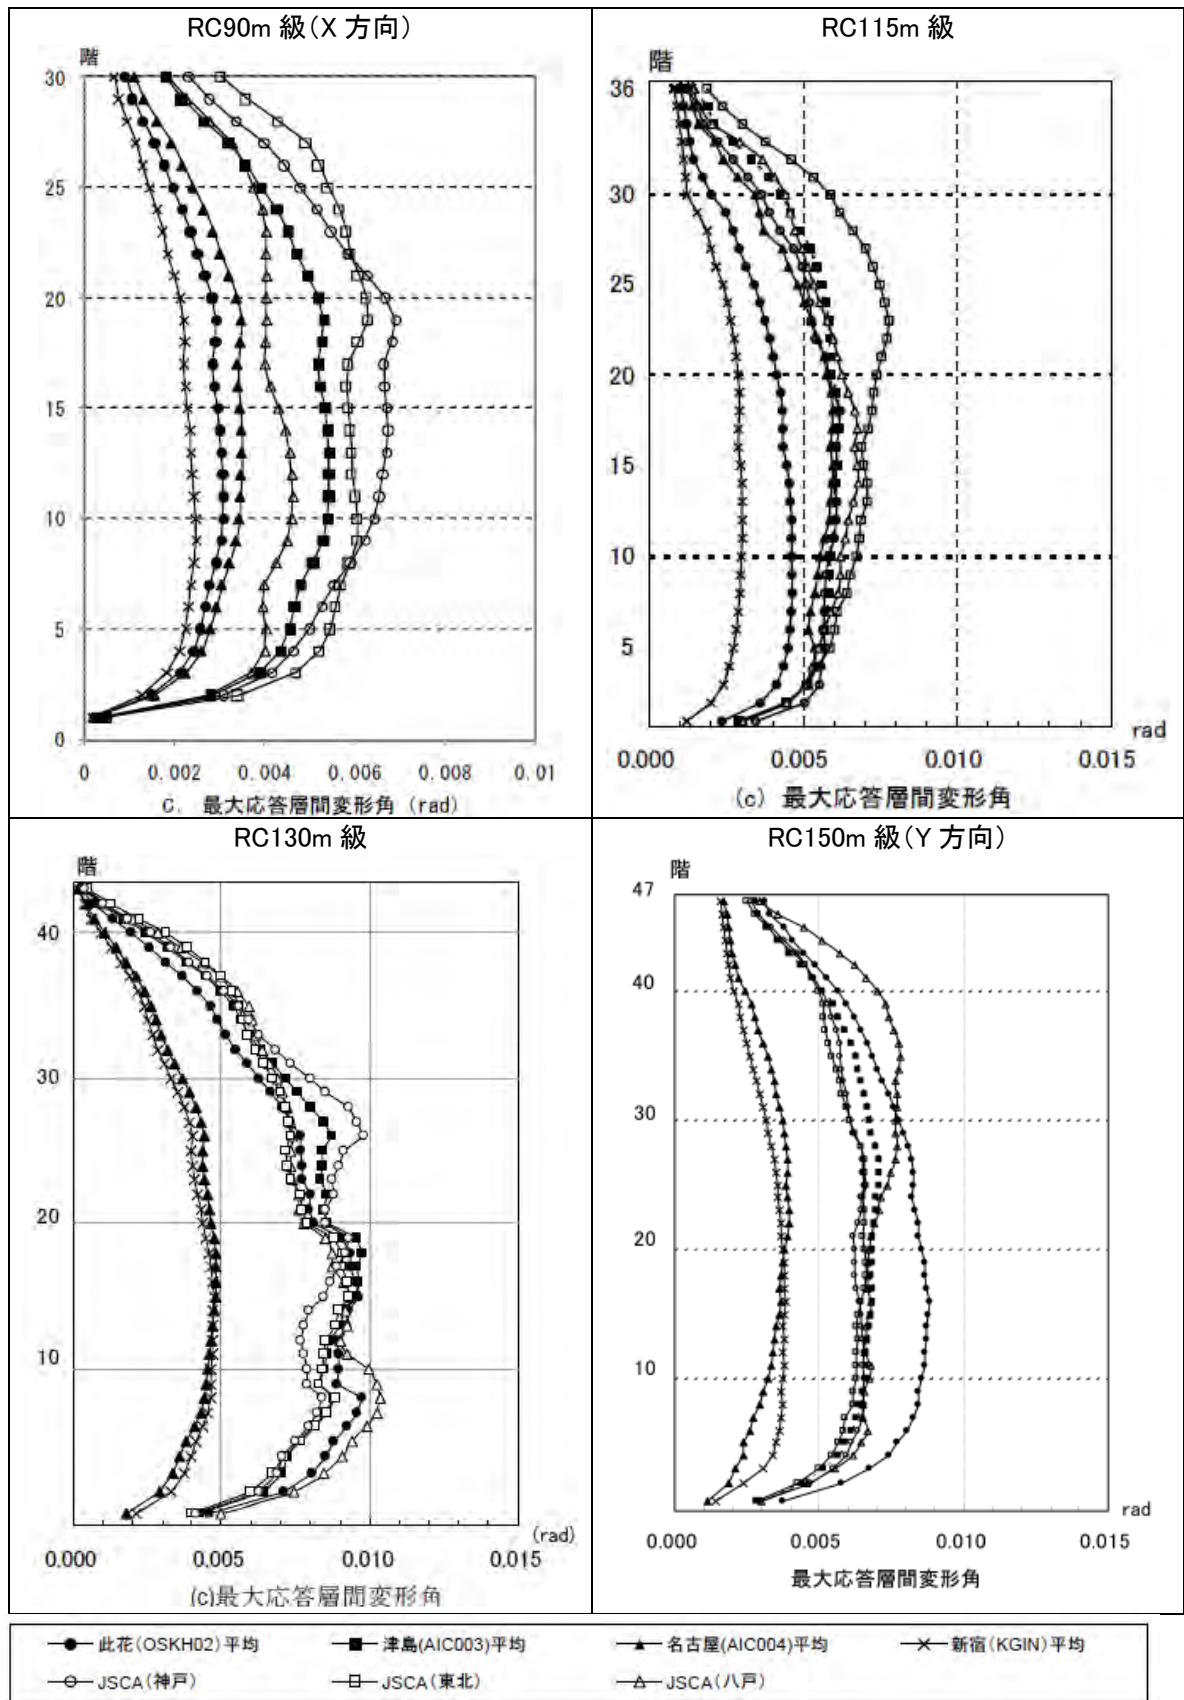 RC90m 級(X 方向)
階
30
25
20
15
10
5
0
0 0.002 0.004 0.006 0.008 0.01
C. 最大応答層間変形角 (rad)
RC115m 級
階
36
30
25
20
15
10
5
rad
0.000 0.005 0.010 0.015
(c) 最大応答層間変形角
RC130m 級
階
40
30
20
10
(rad)
0.000 0.005 0.010 0.015
(c)最大応答層間変形角
RC150m 級(Y 方向)
階
47
40
30
20
10
rad
0.000 0.005 0.010 0.015
最大応答層間変形角
此花(OSKH02)平均 津島(AIC003)平均 名古屋(AIC004)平均 新宿(KGIN)平均
JSCA(神戸) JSCA(東北) JSCA(八戸)